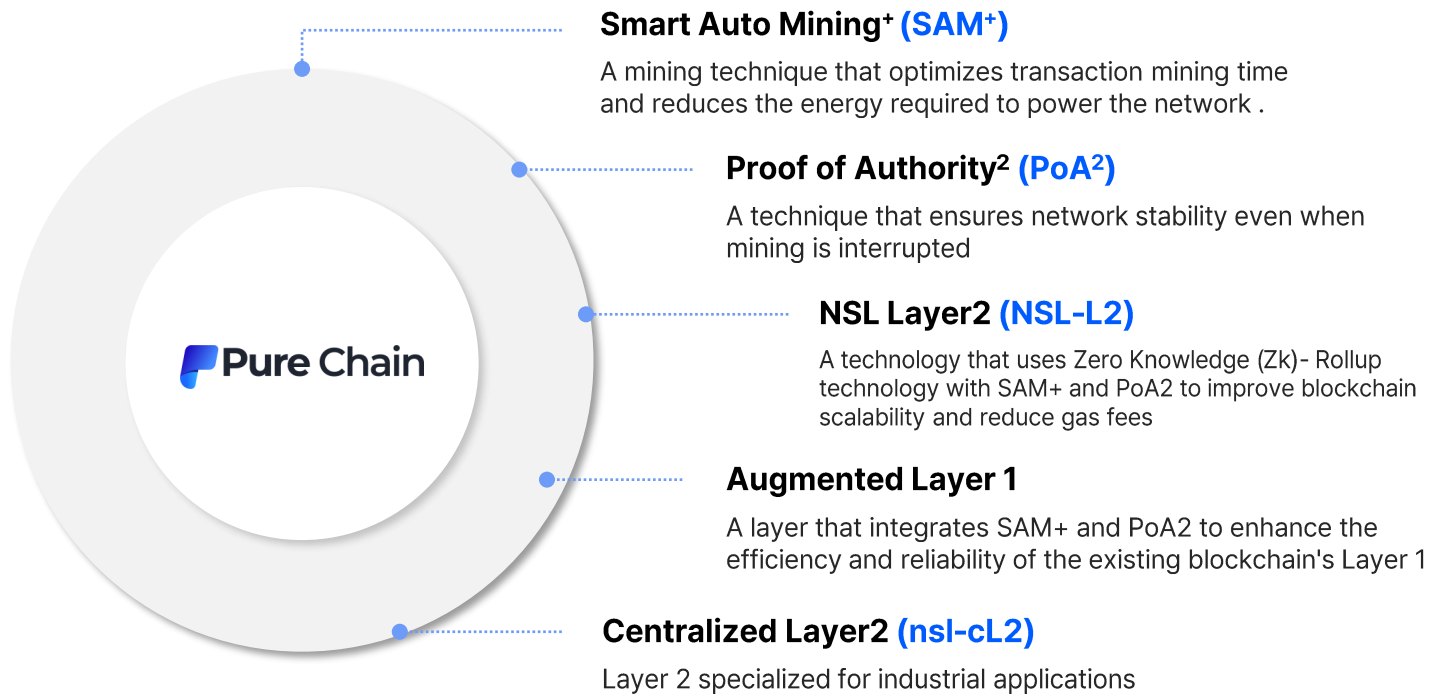 Smart Auto Mining⁺ (SAM⁺)
A mining technique that optimizes transaction mining time
and reduces the energy required to power the network .
Proof of Authority² (PoA²)
A technique that ensures network stability even when
mining is interrupted
NSL Layer2 (NSL-L2)
A technology that uses Zero Knowledge (Zk)- Rollup
technology with SAM+ and PoA2 to improve blockchain
scalability and reduce gas fees
Pure Chain
Augmented Layer 1
A layer that integrates SAM+ and PoA2 to enhance the
efficiency and reliability of the existing blockchain's Layer 1
Centralized Layer2 (nsl-cL2)
Layer 2 specialized for industrial applications